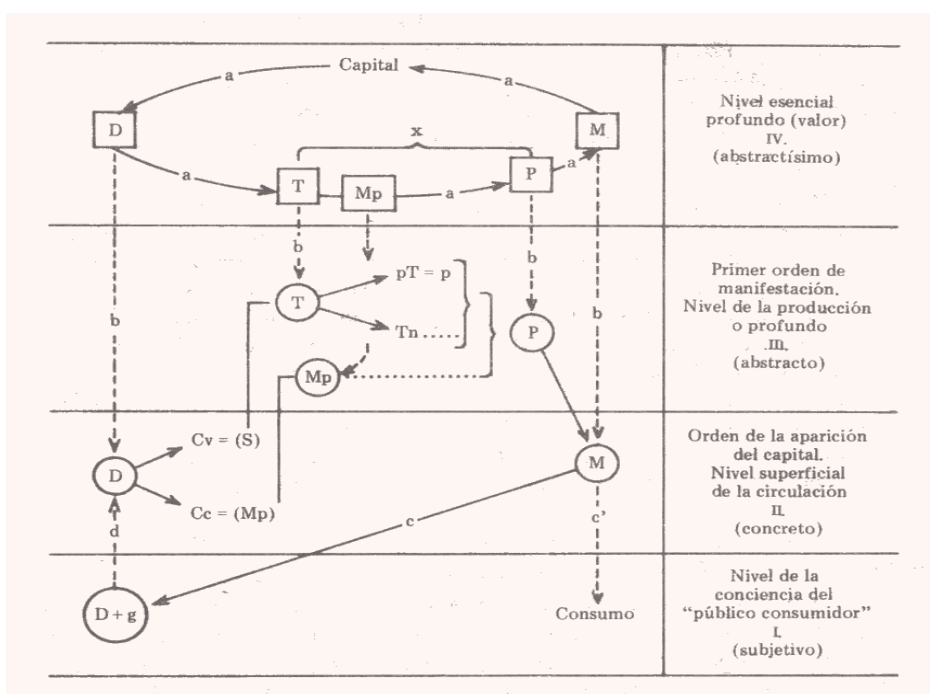 Capital
a
a
D
M
x
a
T
Mp
a
P
a
Nivel esencial
profundo (valor)
IV.
(abstractísimo)
b
b
b
b
T
pT = p
Tn
Mp
P
Primer orden de
manifestación.
Nivel de la producción
o profundo
III.
(abstracto)
D
Cv = (S)
Cc = (Mp)
M
Orden de la aparición
del capital.
Nivel superficial
de la circulación
II.
(concreto)
d
c
c'
D + g
Consumo
Nivel de la
conciencia del
“público consumidor”
I.
(subjetivo)